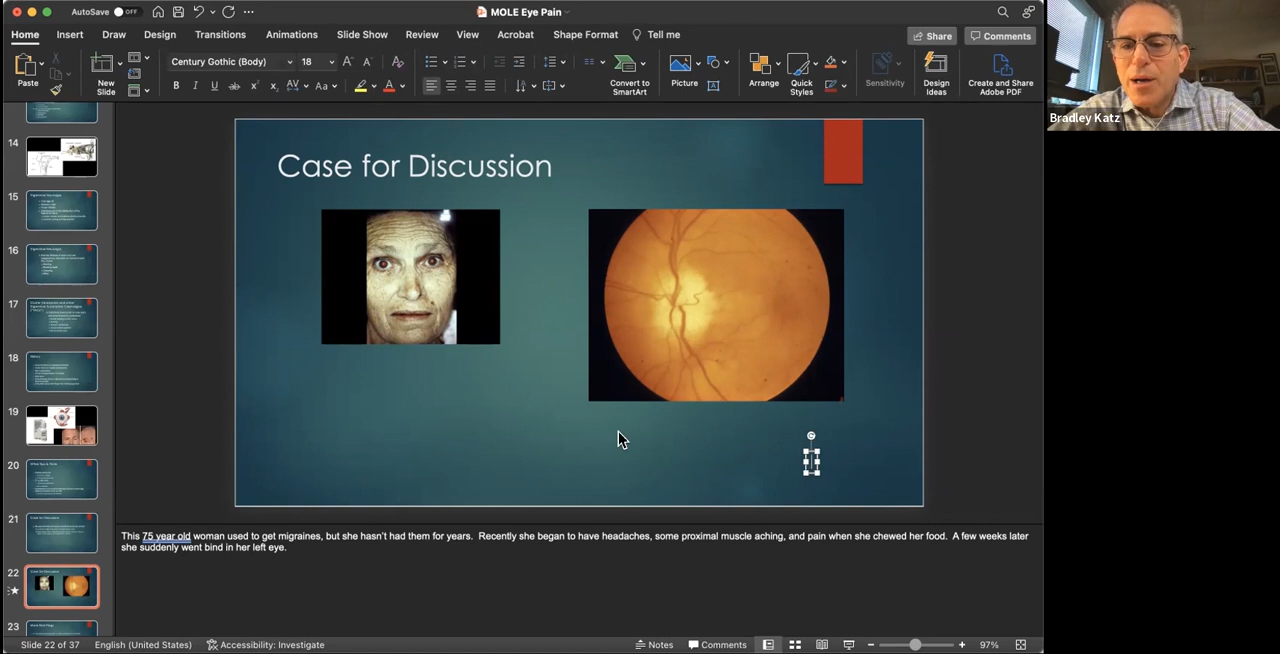 AutoSave OFF
MOLE Eye Pain
Home Insert Draw Design Transitions Animations Slide Show Review View Acrobat Shape Format Tell me
Share Comments
Paste
New Slide
Century Gothic (Body) 18
B I U ab x² x₂ AV Aa A
Convert to SmartArt
Picture
Arrange
Quick Styles
Sensitivity
Design Ideas
Create and Share Adobe PDF
Bradley Katz
14
15
16
17
18
19
20
21
22
23
Case for Discussion
This 75 year old woman used to get migraines, but she hasn't had them for years. Recently she began to have headaches, some proximal muscle aching, and pain when she chewed her food. A few weeks later
she suddenly went bind in her left eye.
Slide 22 of 37 English (United States) Accessibility: Investigate Notes Comments 97%